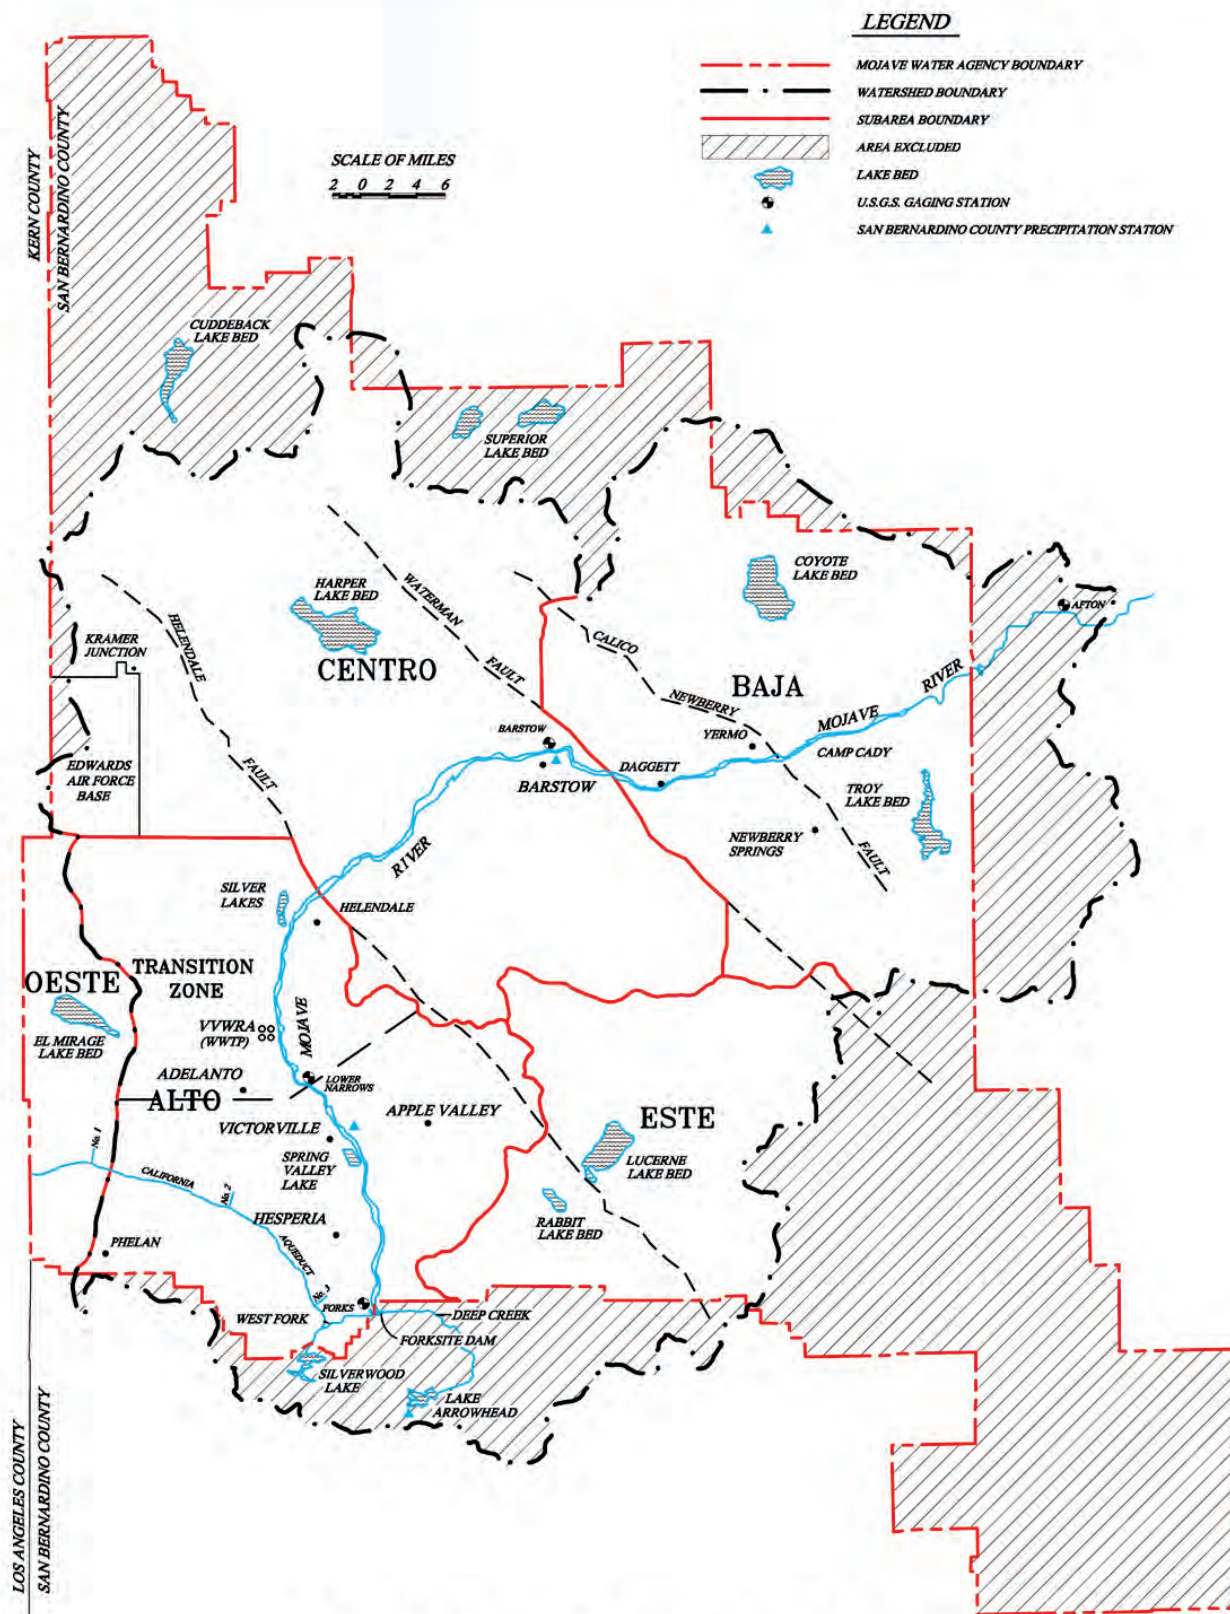 LEGEND
MOJAVE WATER AGENCY BOUNDARY
WATERSHED BOUNDARY
SUBAREA BOUNDARY
AREA EXCLUDED
LAKE BED
U.S.G.S. GAGING STATION
SAN BERNARDINO COUNTY PRECIPITATION STATION
SCALE OF MILES
2 0 2 4 6
KERN COUNTY
SAN BERNARDINO COUNTY
CUDDEBACK
LAKE BED
SUPERIOR
LAKE BED
COYOTE
LAKE BED
HARPER
LAKE BED
WATERMAN
FAULT
CALICO
NEWBERRY
FAULT
AFTON
HELENDALE
FAULT
KRAMER
JUNCTION
CENTRO
BAJA
MOJAVE
RIVER
BARSTOW
YERMO
CAMP CADY
EDWARDS
AIR FORCE
BASE
BARSTOW
DAGGETT
TROY
LAKE BED
NEWBERRY
SPRINGS
RIVER
SILVER
LAKES
HELENDALE
OESTE
TRANSITION
ZONE
EL MIRAGE
LAKE BED
VVWRA
(WWTP)
MOJAVE
ADELANTO
LOWER
NARROWS
ALTO
APPLE VALLEY
ESTE
VICTORVILLE
No. 1
SPRING
VALLEY
LAKE
LUCERNE
LAKE BED
CALIFORNIA
No. 2
HESPERIA
RABBIT
LAKE BED
PHELAN
AQUEDUCT
No. 3
FORKS
WEST FORK
DEEP CREEK
FORKSITE DAM
SILVERWOOD
LAKE
LAKE
ARROWHEAD
LOS ANGELES COUNTY
SAN BERNARDINO COUNTY